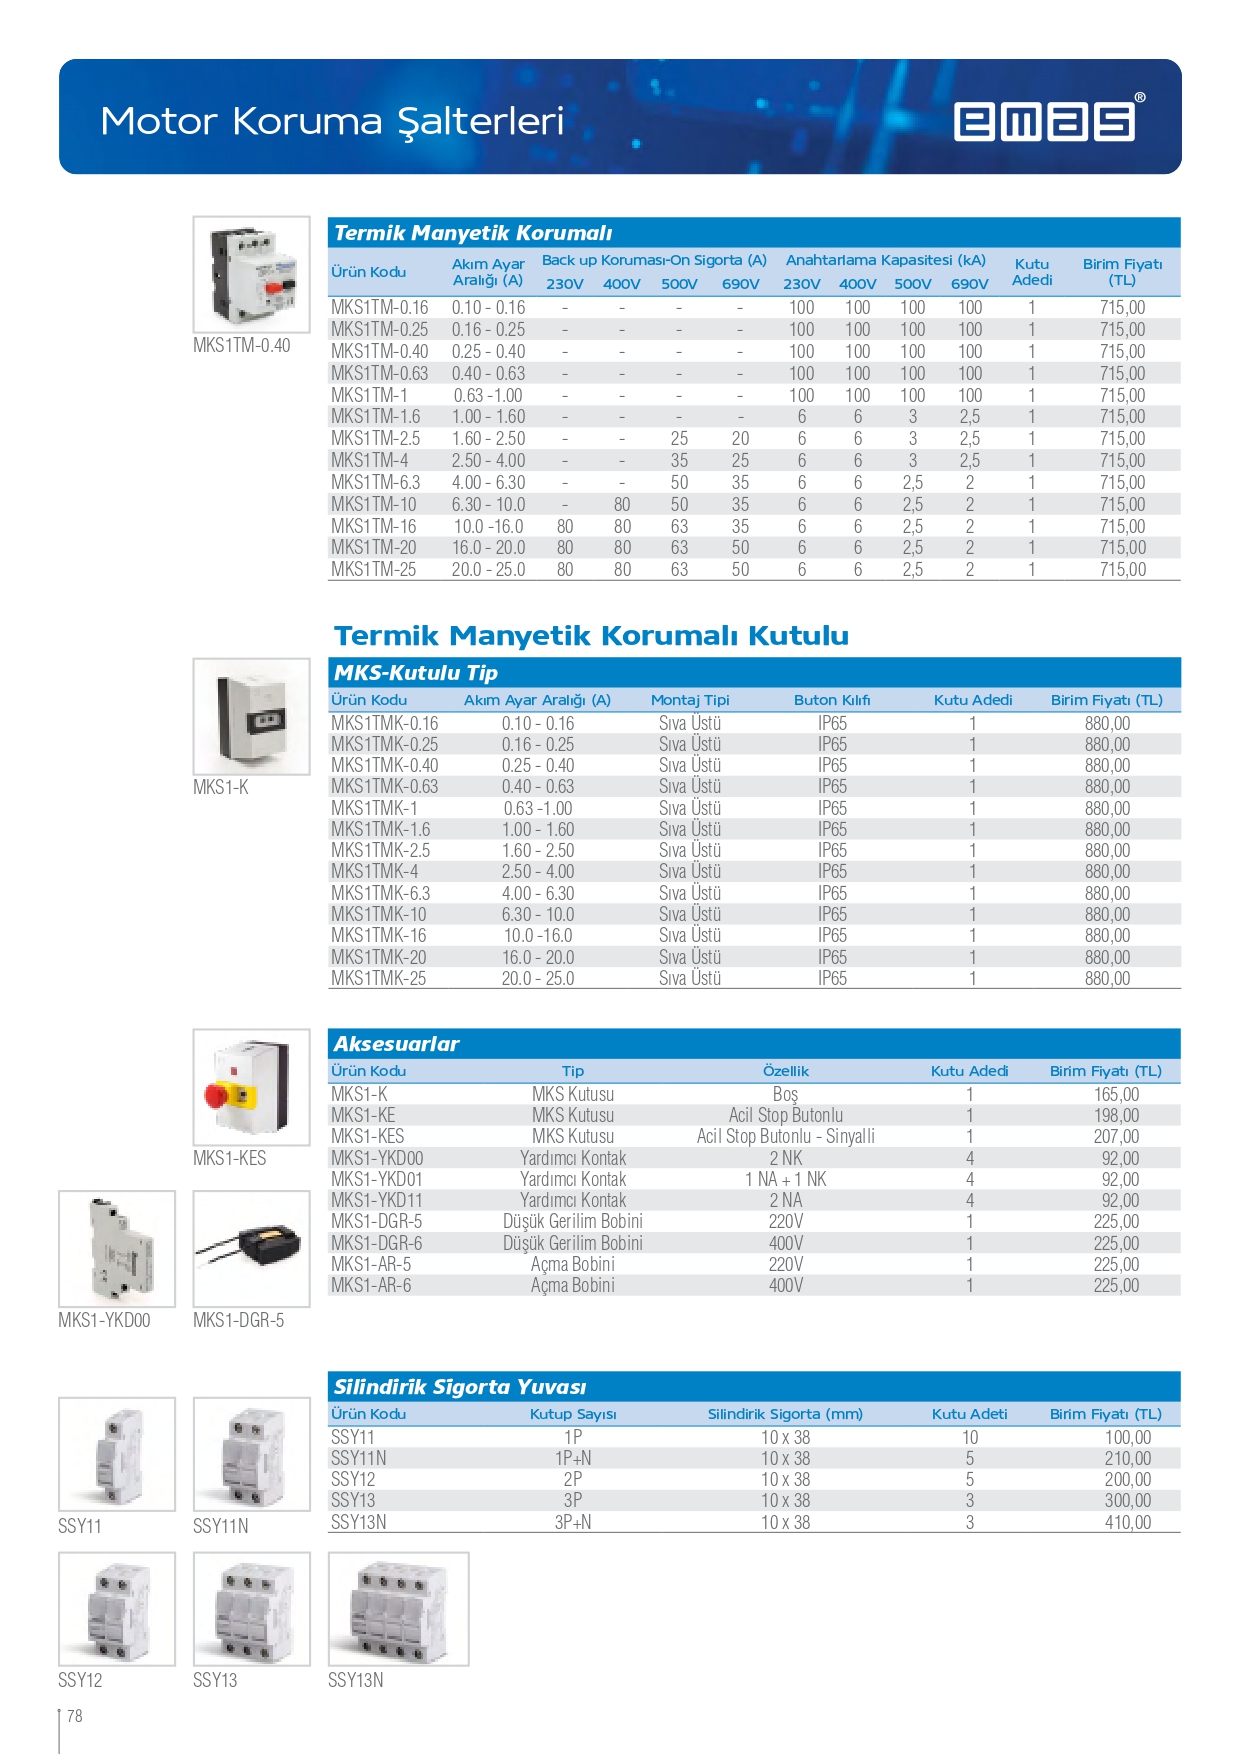 Motor Koruma Şalterleri
emas®
Termik Manyetik Korumalı
Ürün Kodu Akım Ayar Aralığı (A) Back up Koruması-On Sigorta (A) Anahtarlama Kapasitesi (kA) Kutu Adedi Birim Fiyatı (TL)
230V 400V 500V 690V 230V 400V 500V 690V
MKS1TM-0.16 0.10 - 0.16 - - - - 100 100 100 100 1 715,00
MKS1TM-0.25 0.16 - 0.25 - - - - 100 100 100 100 1 715,00
MKS1TM-0.40 0.25 - 0.40 - - - - 100 100 100 100 1 715,00
MKS1TM-0.63 0.40 - 0.63 - - - - 100 100 100 100 1 715,00
MKS1TM-1 0.63 -1.00 - - - - 100 100 100 100 1 715,00
MKS1TM-1.6 1.00 - 1.60 - - - - 6 6 3 2,5 1 715,00
MKS1TM-2.5 1.60 - 2.50 - - 25 20 6 6 3 2,5 1 715,00
MKS1TM-4 2.50 - 4.00 - - 35 25 6 6 3 2,5 1 715,00
MKS1TM-6.3 4.00 - 6.30 - - 50 35 6 6 2,5 2 1 715,00
MKS1TM-10 6.30 - 10.0 - 80 50 35 6 6 2,5 2 1 715,00
MKS1TM-16 10.0 -16.0 80 80 63 35 6 6 2,5 2 1 715,00
MKS1TM-20 16.0 - 20.0 80 80 63 50 6 6 2,5 2 1 715,00
MKS1TM-25 20.0 - 25.0 80 80 63 50 6 6 2,5 2 1 715,00
MKS1TM-0.40
Termik Manyetik Korumalı Kutulu
MKS-Kutulu Tip
Ürün Kodu Akım Ayar Aralığı (A) Montaj Tipi Buton Kılıfı Kutu Adedi Birim Fiyatı (TL)
MKS1TMK-0.16 0.10 - 0.16 Sıva Üstü IP65 1 880,00
MKS1TMK-0.25 0.16 - 0.25 Sıva Üstü IP65 1 880,00
MKS1TMK-0.40 0.25 - 0.40 Sıva Üstü IP65 1 880,00
MKS1TMK-0.63 0.40 - 0.63 Sıva Üstü IP65 1 880,00
MKS1TMK-1 0.63 -1.00 Sıva Üstü IP65 1 880,00
MKS1TMK-1.6 1.00 - 1.60 Sıva Üstü IP65 1 880,00
MKS1TMK-2.5 1.60 - 2.50 Sıva Üstü IP65 1 880,00
MKS1TMK-4 2.50 - 4.00 Sıva Üstü IP65 1 880,00
MKS1TMK-6.3 4.00 - 6.30 Sıva Üstü IP65 1 880,00
MKS1TMK-10 6.30 - 10.0 Sıva Üstü IP65 1 880,00
MKS1TMK-16 10.0 -16.0 Sıva Üstü IP65 1 880,00
MKS1TMK-20 16.0 - 20.0 Sıva Üstü IP65 1 880,00
MKS1TMK-25 20.0 - 25.0 Sıva Üstü IP65 1 880,00
MKS1-K
Aksesuarlar
Ürün Kodu Tip Özellik Kutu Adedi Birim Fiyatı (TL)
MKS1-K MKS Kutusu Boş 1 165,00
MKS1-KE MKS Kutusu Acil Stop Butonlu 1 198,00
MKS1-KES MKS Kutusu Acil Stop Butonlu - Sinyalli 1 207,00
MKS1-YKD00 Yardımcı Kontak 2 NK 4 92,00
MKS1-YKD01 Yardımcı Kontak 1 NA + 1 NK 4 92,00
MKS1-YKD11 Yardımcı Kontak 2 NA 4 92,00
MKS1-DGR-5 Düşük Gerilim Bobini 220V 1 225,00
MKS1-DGR-6 Düşük Gerilim Bobini 400V 1 225,00
MKS1-AR-5 Açma Bobini 220V 1 225,00
MKS1-AR-6 Açma Bobini 400V 1 225,00
MKS1-KES
MKS1-YKD00 MKS1-DGR-5
Silindirik Sigorta Yuvası
Ürün Kodu Kutup Sayısı Silindirik Sigorta (mm) Kutu Adeti Birim Fiyatı (TL)
SSY11 1P 10 x 38 10 100,00
SSY11N 1P+N 10 x 38 5 210,00
SSY12 2P 10 x 38 5 200,00
SSY13 3P 10 x 38 3 300,00
SSY13N 3P+N 10 x 38 3 410,00
SSY11 SSY11N
SSY12 SSY13 SSY13N
78